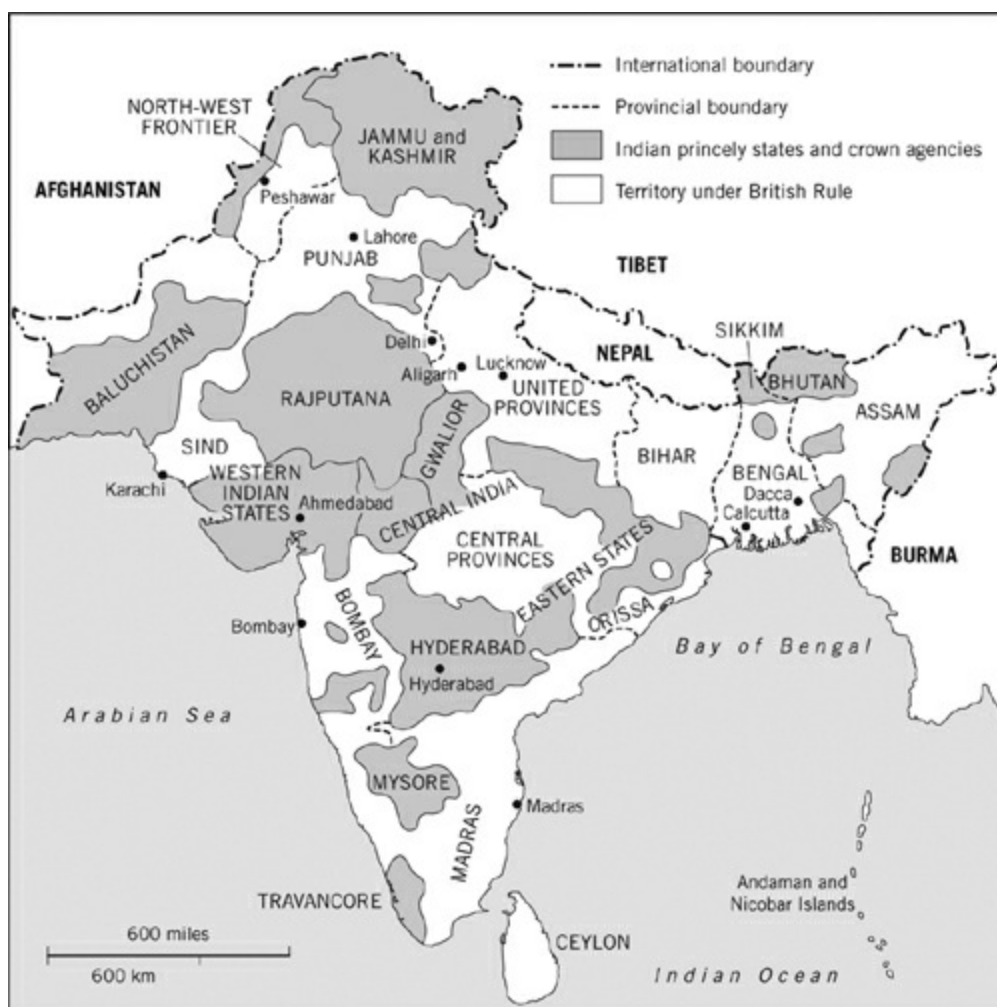 International boundary
Provincial boundary
Indian princely states and crown agencies
Territory under British Rule
NORTH-WEST
FRONTIER
JAMMU and
KASHMIR
AFGHANISTAN
Peshawar
Lahore
PUNJAB
TIBET
BALUCHISTAN
Delhi
Aligarh
Lucknow
UNITED
PROVINCES
NEPAL
SIKKIM
BHUTAN
ASSAM
RAJPUTANA
GWALIOR
SIND
Karachi
WESTERN
INDIAN
STATES
Ahmedabad
CENTRAL INDIA
BIHAR
BENGAL
Dacca
Calcutta
CENTRAL
PROVINCES
EASTERN STATES
BURMA
ORISSA
Bombay
BOMBAY
HYDERABAD
Hyderabad
Bay of Bengal
Arabian Sea
MYSORE
MADRAS
Madras
TRAVANCORE
Andaman and
Nicobar Islands
CEYLON
600 miles
600 km
Indian Ocean